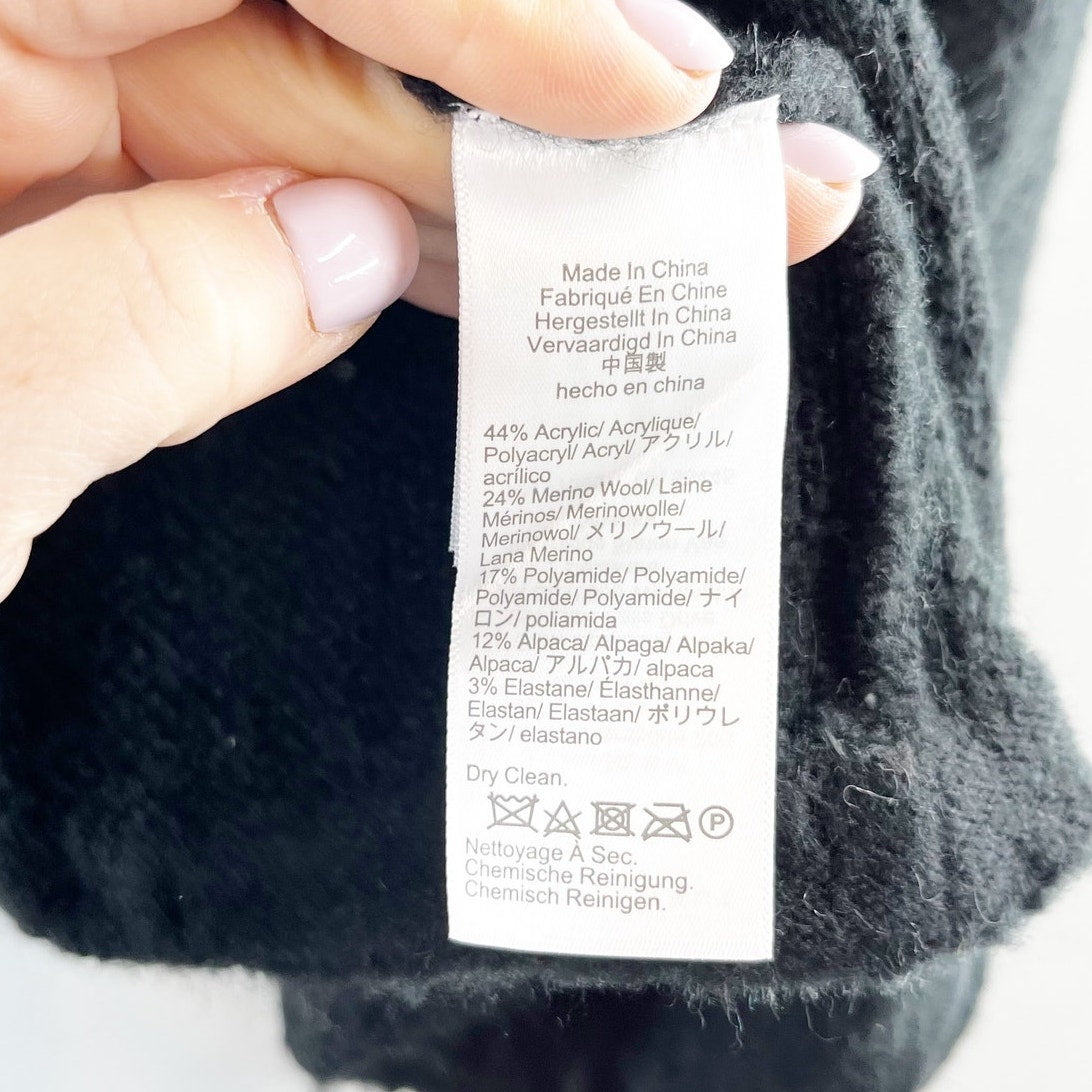 Made In China
Fabriqué En Chine
Hergestellt In China
Vervaardigd In China
中国製
hecho en china
44% Acrylic/ Acrylique/
Polyacryl/ Acryl/ アクリル/
acrílico
24% Merino Wool/ Laine
Mérinos/ Merinowolle/
Merinowol/ メリノウール/
Lana Merino
17% Polyamide/ Polyamide/
Polyamide/ Polyamide/ ナイ
ロン/ poliamida
12% Alpaca/ Alpaga/ Alpaka/
Alpaca/ アルパカ/ alpaca
3% Elastane/ Élasthanne/
Elastan/ Elastaan/ ポリウレ
タン/ elastano
Dry Clean.
P
Nettoyage À Sec.
Chemische Reinigung.
Chemisch Reinigen.